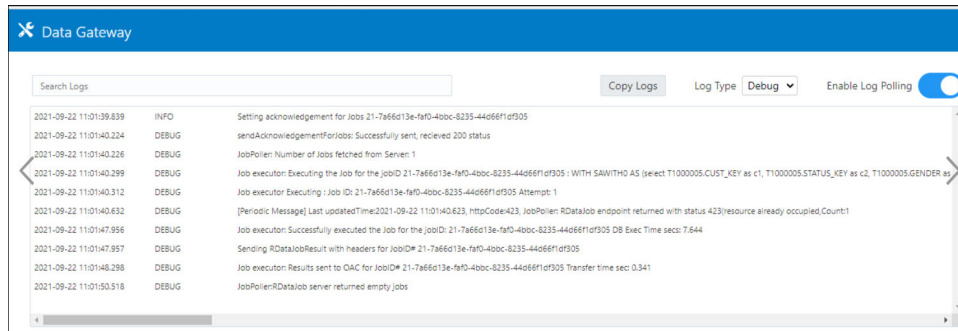 Data Gateway
Search Logs
Copy Logs
Log Type
Debug
Enable Log Polling
2021-09-22 11:01:39.839 INFO Setting acknowledgement for Jobs 21-7a66d13e-faf0-4bbc-8235-44d66f1df305
2021-09-22 11:01:40.224 DEBUG sendAcknowledgementForJobs: Successfully sent, recieved 200 status
2021-09-22 11:01:40.226 DEBUG JobPoller: Number of Jobs fetched from Server: 1
2021-09-22 11:01:40.299 DEBUG Job executor: Executing the Job for the jobID 21-7a66d13e-faf0-4bbc-8235-44d66f1df305 : WITH SAWITH0 AS (select T1000005.CUST_KEY as c1, T1000005.STATUS_KEY as c2, T1000005.GENDER as
2021-09-22 11:01:40.312 DEBUG Job executor Executing : Job ID: 21-7a66d13e-faf0-4bbc-8235-44d66f1df305 Attempt: 1
2021-09-22 11:01:40.632 DEBUG [Periodic Message] Last updatedTime:2021-09-22 11:01:40.623, httpCode:423, JobPoller: RDataJob endpoint returned with status 423(resource already occupied,Count:1
2021-09-22 11:01:47.956 DEBUG Job executor: Successfully executed the Job for the jobID: 21-7a66d13e-faf0-4bbc-8235-44d66f1df305 DB Exec Time secs: 7.644
2021-09-22 11:01:47.957 DEBUG Sending RDataJobResult with headers for JobID# 21-7a66d13e-faf0-4bbc-8235-44d66f1df305
2021-09-22 11:01:48.298 DEBUG Job executor: Results sent to OAC for JobID# 21-7a66d13e-faf0-4bbc-8235-44d66f1df305 Transfer time sec: 0.341
2021-09-22 11:01:50.518 DEBUG JobPoller:RDataJob server returned empty jobs